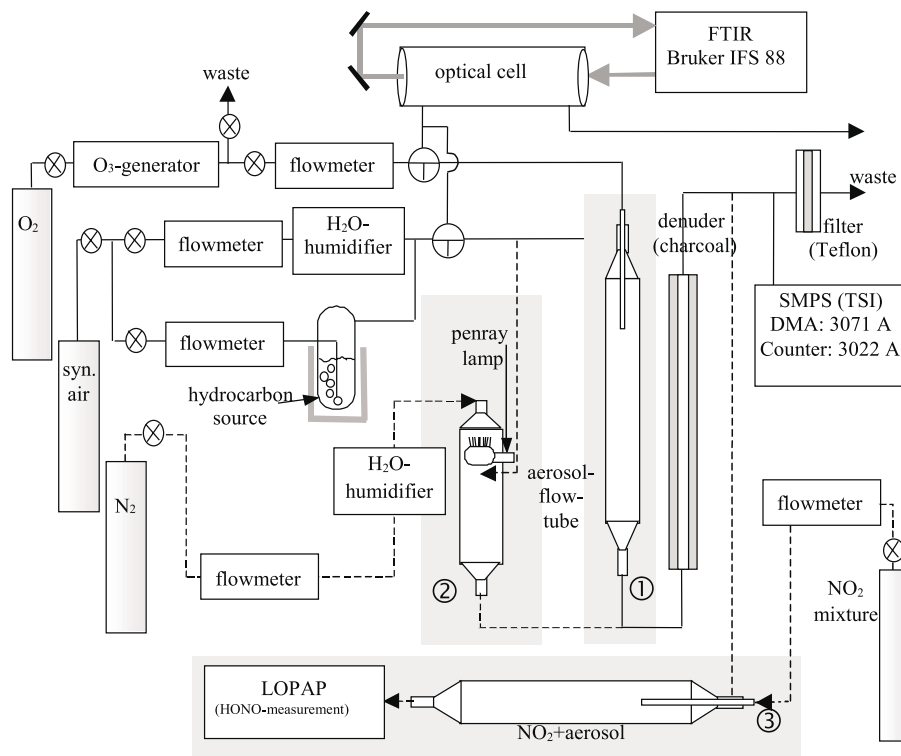 FTIR
Bruker IFS 88
optical cell
waste
O₃-generator
flowmeter
O₂
waste
denuder
(charcoal)
filter
(Teflon)
H₂O-
humidifier
flowmeter
SMPS (TSI)
DMA: 3071 A
Counter: 3022 A
penray
lamp
flowmeter
syn.
air
hydrocarbon
source
H₂O-
humidifier
aerosol-
flow-
tube
flowmeter
N₂
flowmeter
②
①
NO₂
mixture
LOPAP
(HONO-measurement)
③
NO₂+aerosol